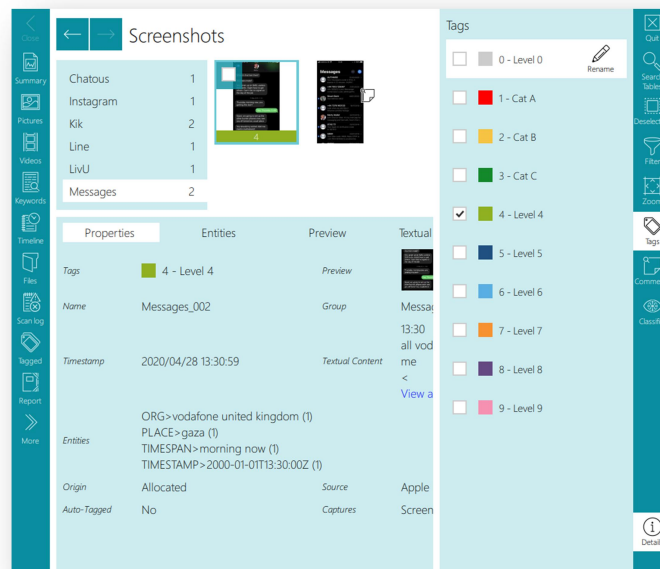 Close
Summary
Pictures
Videos
Keywords
Timeline
Files
Scan log
Tagged
Report
More
Screenshots
Chatous 1
Instagram 1
Kik 2
Line 1
LivU 1
Messages 2
4
Messages
Properties Entities Preview Textual
Tags 4 - Level 4 Preview
Name Messages_002 Group Messag
Timestamp 2020/04/28 13:30:59 Textual Content
13:30
all vod
me
<
View a
Entities
ORG>vodafone united kingdom (1)
PLACE>gaza (1)
TIMESPAN>morning now (1)
TIMESTAMP>2000-01-01T13:30:00Z (1)
Origin Allocated Source Apple
Auto-Tagged No Captures Screen
Tags
0 - Level 0 Rename
1 - Cat A
2 - Cat B
3 - Cat C
4 - Level 4
5 - Level 5
6 - Level 6
7 - Level 7
8 - Level 8
9 - Level 9
Quit
Search
Tables
Deselect
Filter
Zoom
Tags
Comme
Classifi
Detail